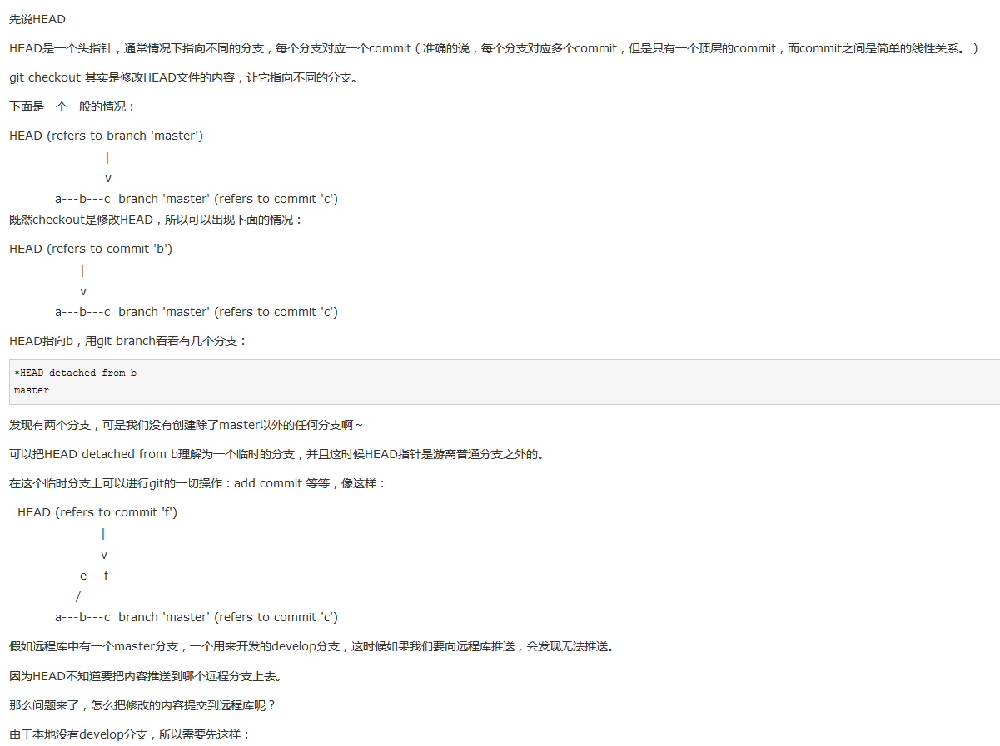 先说HEAD
HEAD是一个头指针，通常情况下指向不同的分支，每个分支对应一个commit（准确的说，每个分支对应多个commit，但是只有一个顶层的commit，而commit之间是简单的线性关系。）
git checkout 其实是修改HEAD文件的内容，让它指向不同的分支。
下面是一个一般的情况：
HEAD (refers to branch 'master')
|
v
a---b---c  branch 'master' (refers to commit 'c')
既然checkout是修改HEAD，所以可以出现下面的情况：
HEAD (refers to commit 'b')
|
v
a---b---c  branch 'master' (refers to commit 'c')
HEAD指向b，用git branch看看有几个分支：
*HEAD detached from b
master
发现有两个分支，可是我们没有创建除了master以外的任何分支啊～
可以把HEAD detached from b理解为一个临时的分支，并且这时候HEAD指针是游离普通分支之外的。
在这个临时分支上可以进行git的一切操作：add commit 等等，像这样：
HEAD (refers to commit 'f')
|
v
e---f
/
a---b---c  branch 'master' (refers to commit 'c')
假如远程库中有一个master分支，一个用来开发的develop分支，这时候如果我们要向远程库推送，会发现无法推送。
因为HEAD不知道要把内容推送到哪个远程分支上去。
那么问题来了，怎么把修改的内容提交到远程库呢？
由于本地没有develop分支，所以需要先这样：